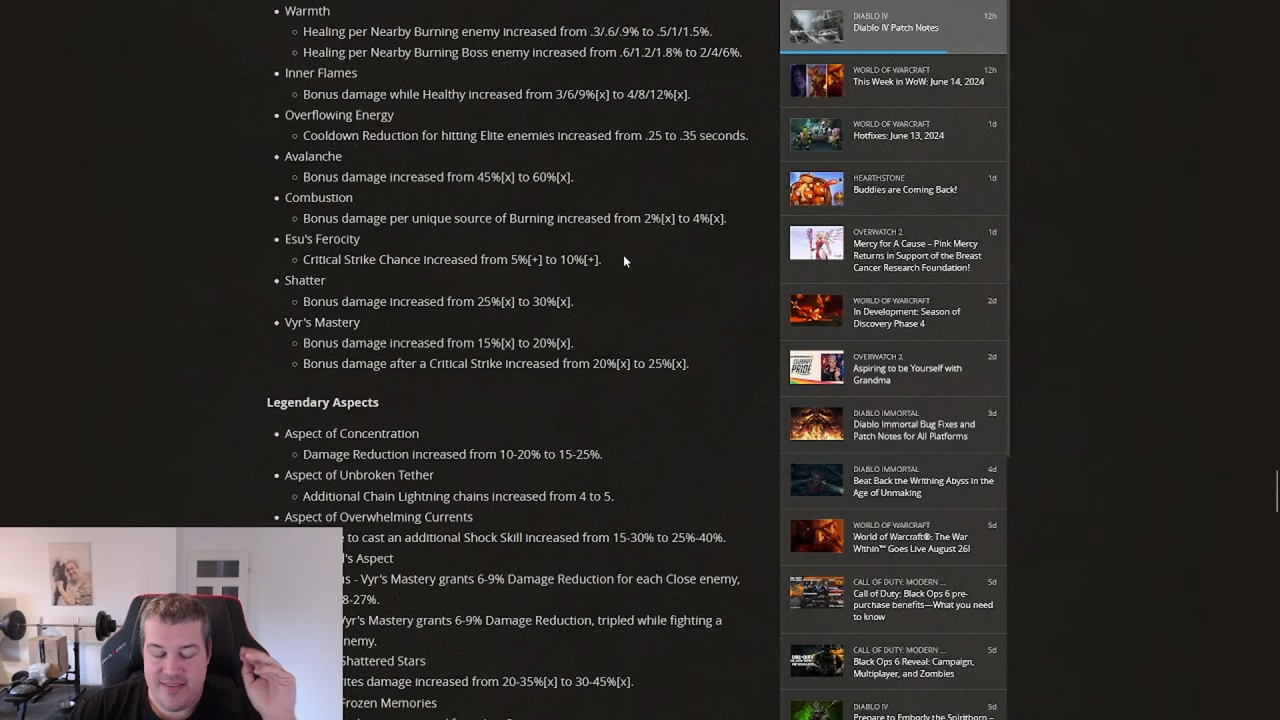 Warmth
Healing per Nearby Burning enemy increased from .3/.6/.9% to .5/1/1.5%.
Healing per Nearby Burning Boss enemy increased from .6/1.2/1.8% to 2/4/6%.
Inner Flames
Bonus damage while Healthy increased from 3/6/9%[x] to 4/8/12%[x].
Overflowing Energy
Cooldown Reduction for hitting Elite enemies increased from .25 to .35 seconds.
Avalanche
Bonus damage increased from 45%[x] to 60%[x].
Combustion
Bonus damage per unique source of Burning increased from 2%[x] to 4%[x].
Esu's Ferocity
Critical Strike Chance increased from 5%[+] to 10%[+].
Shatter
Bonus damage increased from 25%[x] to 30%[x].
Vyr's Mastery
Bonus damage increased from 15%[x] to 20%[x].
Bonus damage after a Critical Strike increased from 20%[x] to 25%[x].
Legendary Aspects
Aspect of Concentration
Damage Reduction increased from 10-20% to 15-25%.
Aspect of Unbroken Tether
Additional Chain Lightning chains increased from 4 to 5.
Aspect of Overwhelming Currents
to cast an additional Shock Skill increased from 15-30% to 25%-40%.
Aspect
- Vyr's Mastery grants 6-9% Damage Reduction for each Close enemy,
8-27%.
Vyr's Mastery grants 6-9% Damage Reduction, tripled while fighting a
Shattered Stars
damage increased from 20-35%[x] to 30-45%[x].
Frozen Memories
DIABLO IV 12h
Diablo IV Patch Notes
WORLD OF WARCRAFT 12h
This Week in WoW: June 14, 2024
WORLD OF WARCRAFT 1d
Hotfixes: June 13, 2024
HEARTHSTONE 1d
Buddies are Coming Back!
OVERWATCH 2 1d
Mercy for A Cause – Pink Mercy
Returns in Support of the Breast
Cancer Research Foundation!
WORLD OF WARCRAFT 2d
In Development: Season of
Discovery Phase 4
OVERWATCH 2 2d
Aspiring to be Yourself with
Grandma
DIABLO IMMORTAL 3d
Diablo Immortal Bug Fixes and
Patch Notes for All Platforms
DIABLO IMMORTAL 4d
Beat Back the Writhing Abyss in the
Age of Unmaking
WORLD OF WARCRAFT 5d
World of Warcraft®: The War
Within™ Goes Live August 26!
CALL OF DUTY: MODERN ... 5d
Call of Duty: Black Ops 6 pre-
purchase benefits—What you need
to know
CALL OF DUTY: MODERN ... 5d
Black Ops 6 Reveal: Campaign,
Multiplayer, and Zombies
DIABLO IV 5d
Prepare to Embody the Spiritborn –